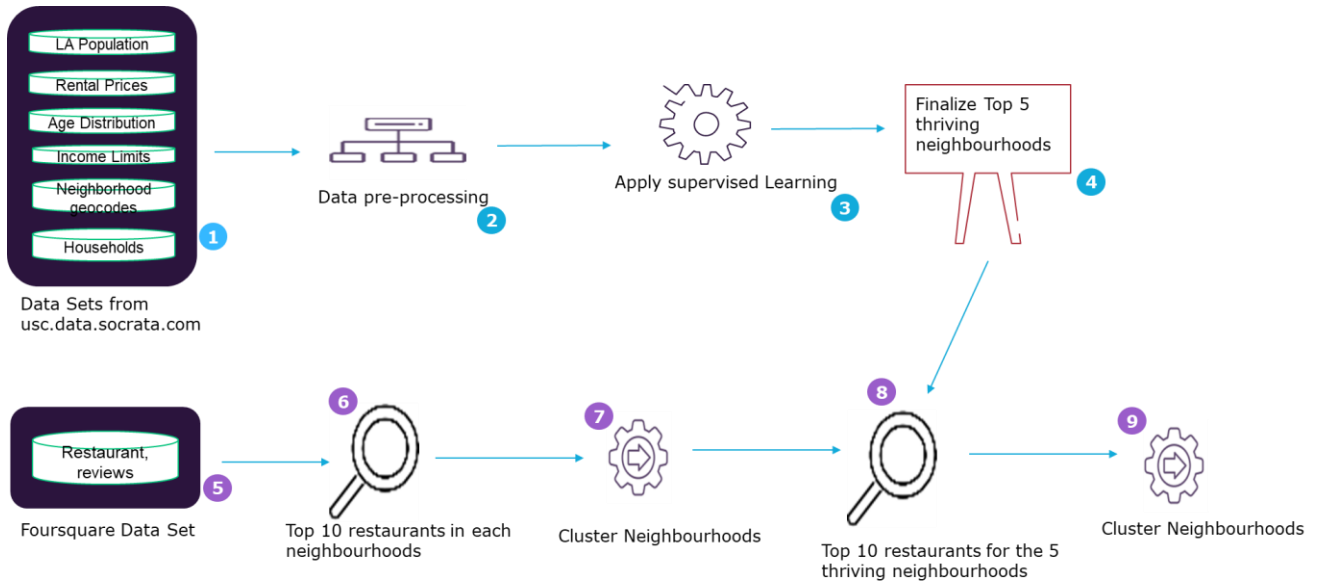 LA Population
Rental Prices
Age Distribution
Income Limits
Neighborhood
geocodes
Households
1
Data Sets from
usc.data.socrata.com
Data pre-processing
2
Apply supervised Learning
3
Finalize Top 5
thriving
neighbourhoods
4
Restaurant,
reviews
5
Foursquare Data Set
6
Top 10 restaurants in each
neighbourhoods
7
Cluster Neighbourhoods
8
Top 10 restaurants for the 5
thriving neighbourhoods
9
Cluster Neighbourhoods